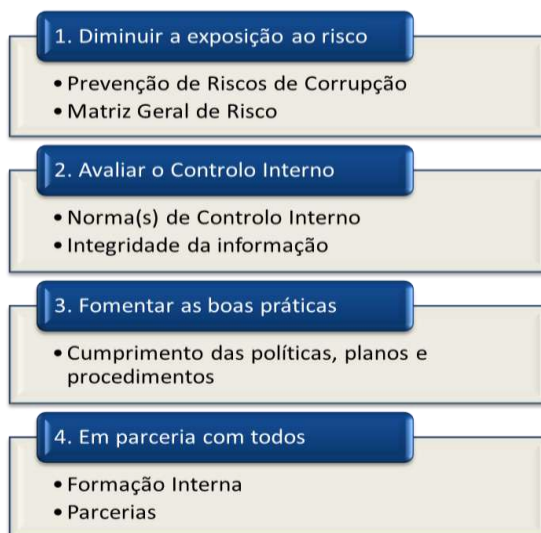 1. Diminuir a exposição ao risco
• Prevenção de Riscos de Corrupção
• Matriz Geral de Risco
2. Avaliar o Controlo Interno
• Norma(s) de Controlo Interno
• Integridade da informação
3. Fomentar as boas práticas
• Cumprimento das políticas, planos e
procedimentos
4. Em parceria com todos
• Formação Interna
• Parcerias